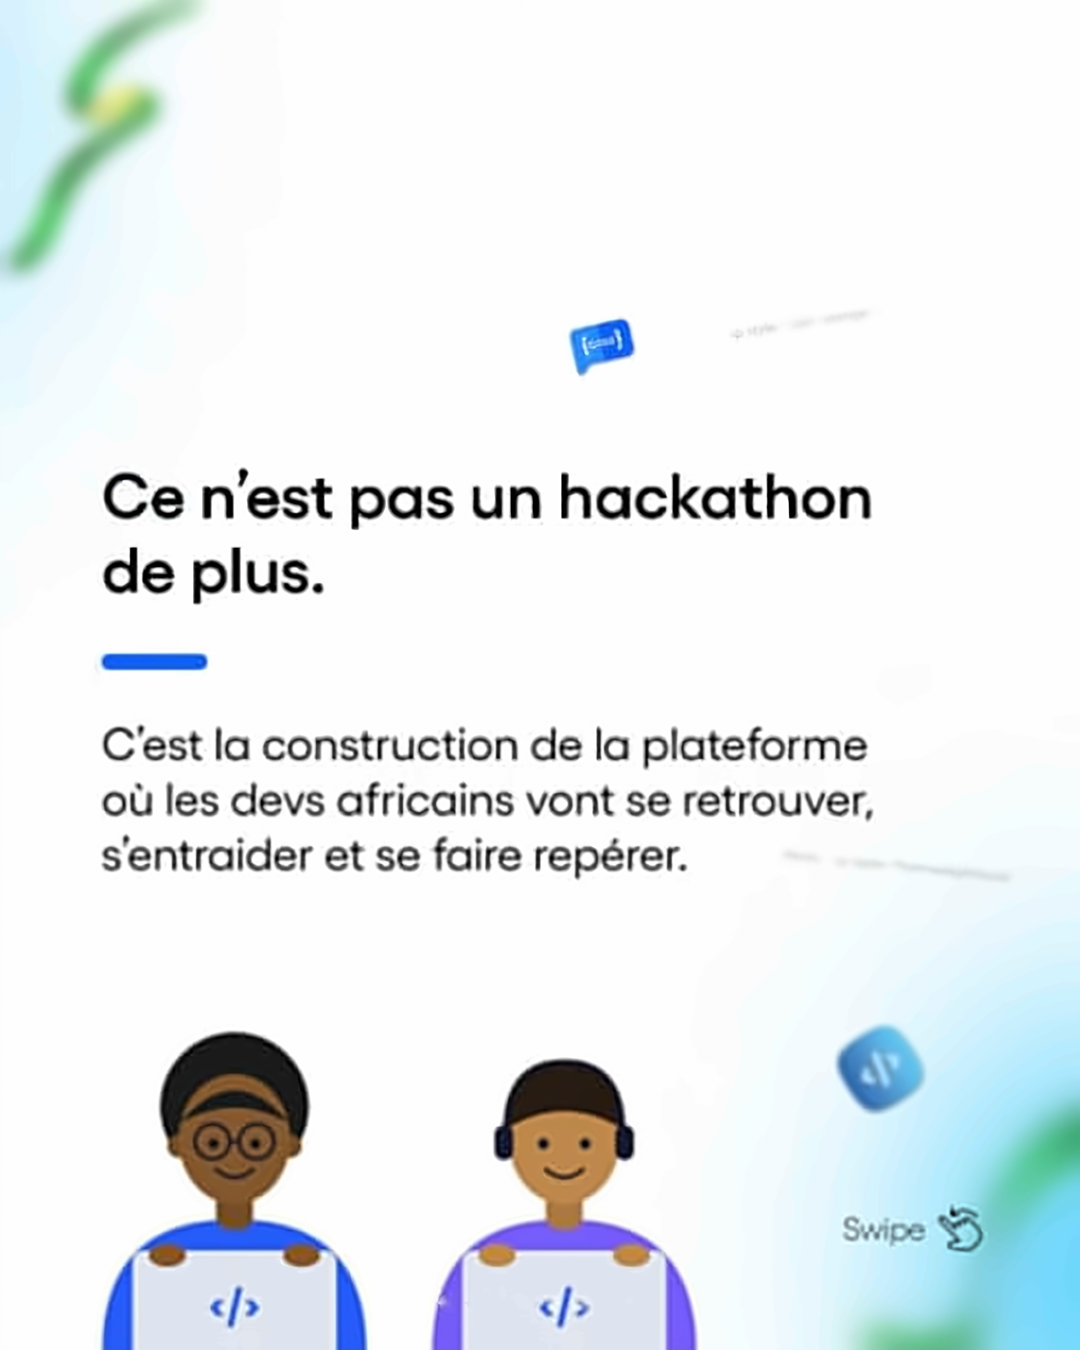 Ce n’est pas un hackathon
de plus.
C’est la construction de la plateforme
où les devs africains vont se retrouver,
s’entraider et se faire repérer.
</>
Swipe
</> </>